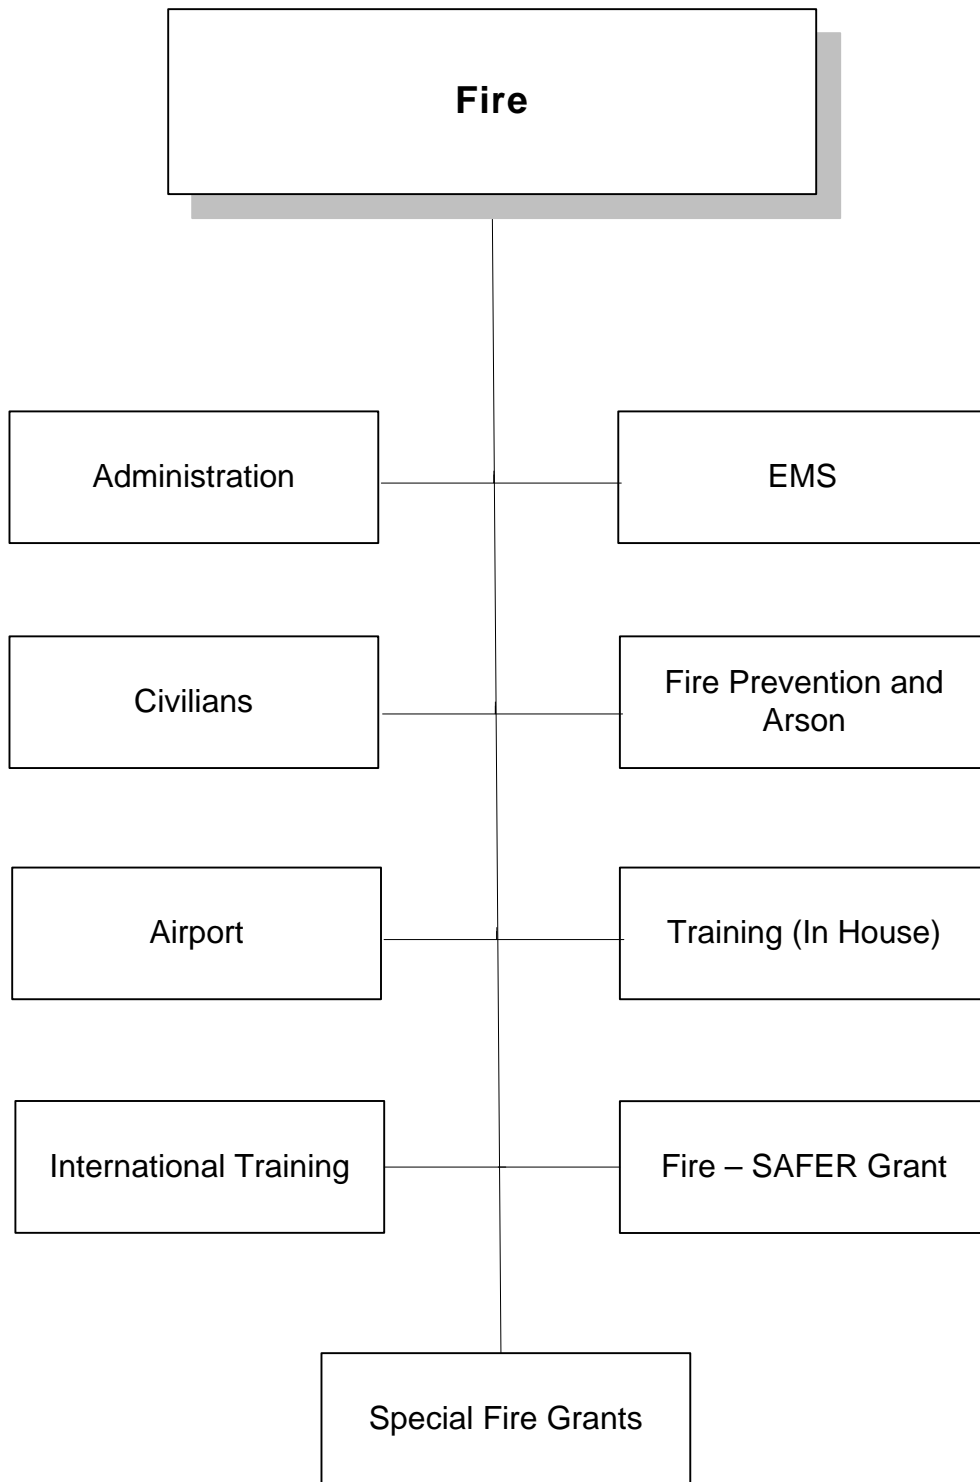 Fire
Administration
EMS
Civilians
Fire Prevention and
Arson
Airport
Training (In House)
International Training
Fire – SAFER Grant
Special Fire Grants